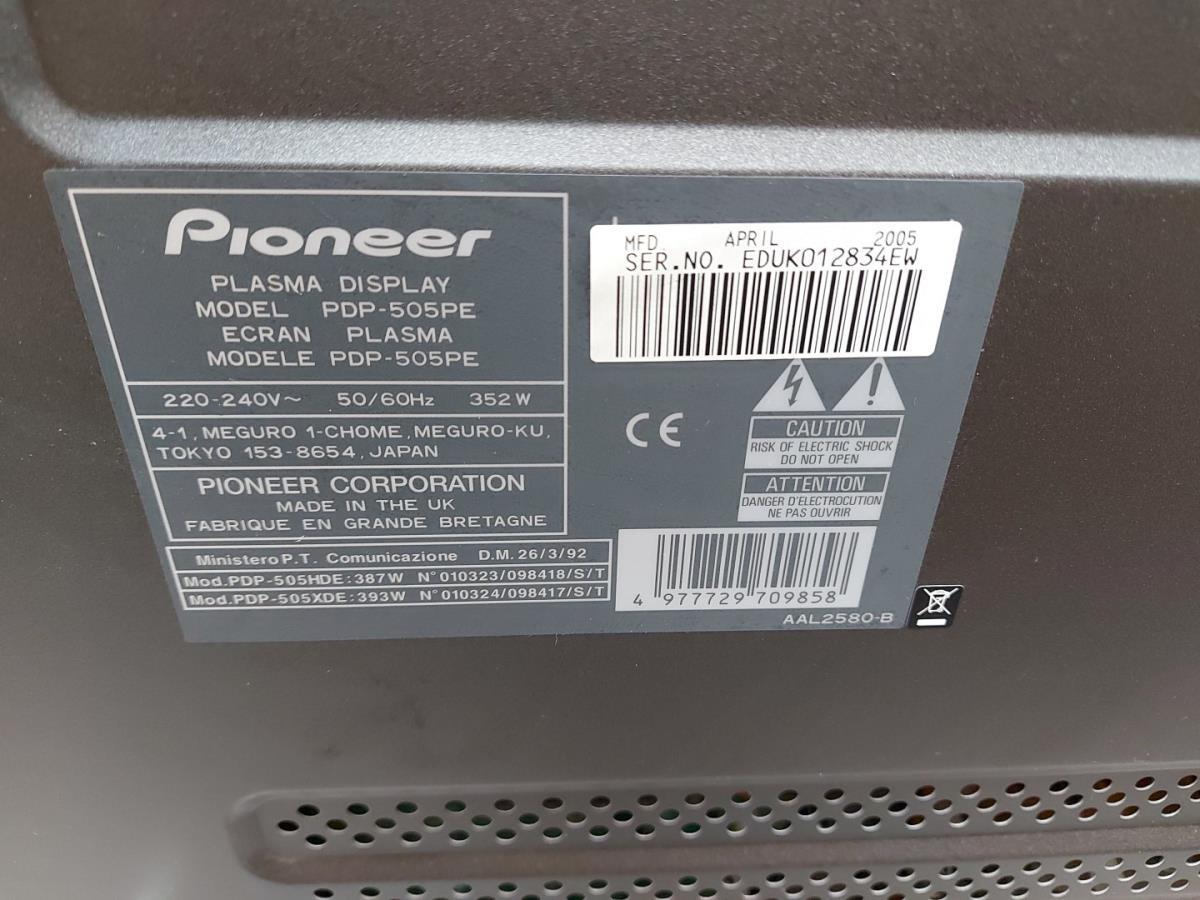 Pioneer
PLASMA DISPLAY
MODEL PDP-505PE
ECRAN PLASMA
MODELE PDP-505PE
220-240V~ 50/60Hz 352W
4-1, MEGURO 1-CHOME, MEGURO-KU,
TOKYO 153-8654, JAPAN
PIONEER CORPORATION
MADE IN THE UK
FABRIQUE EN GRANDE BRETAGNE
Ministero P.T. Comunicazione D.M. 26/3/92
Mod.PDP-505HDE:387W N°010323/098418/S/T
Mod.PDP-505XDE:393W N°010324/098417/S/T
MFD. APRIL 2005
SER.NO. EDUK012834EW
CE
CAUTION
RISK OF ELECTRIC SHOCK
DO NOT OPEN
ATTENTION
DANGER D'ELECTROCUTION
NE PAS OUVRIR
4 977729 709858
AAL2580-B